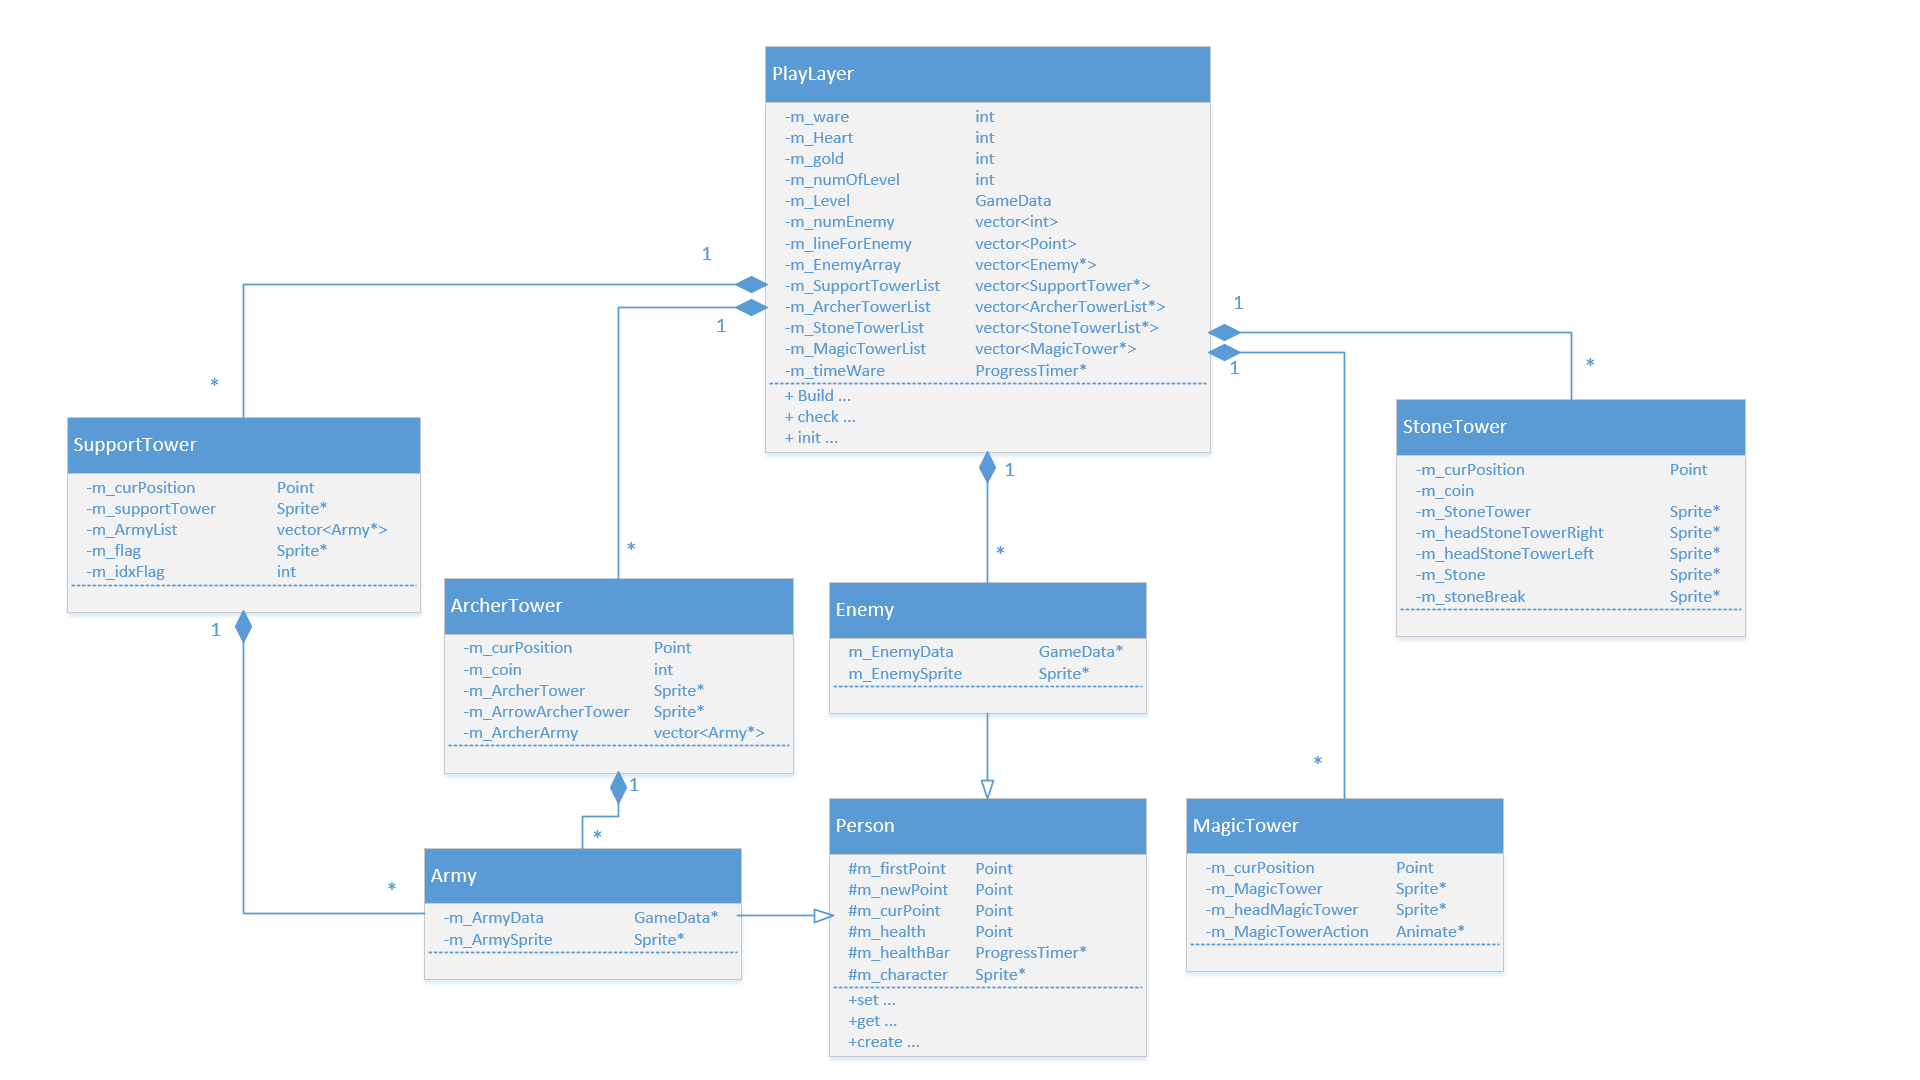 PlayLayer
-m_ware int
-m_Heart int
-m_gold int
-m_numOfLevel int
-m_Level GameData
-m_numEnemy vector<int>
-m_lineForEnemy vector<Point>
-m_EnemyArray vector<Enemy*>
-m_SupportTowerList vector<SupportTower*>
-m_ArcherTowerList vector<ArcherTowerList*>
-m_StoneTowerList vector<StoneTowerList*>
-m_MagicTowerList vector<MagicTower*>
-m_timeWare ProgressTimer*
+ Build ...
+ check ...
+ init ...
1
1
1
1
1
*
*
*
*
*
SupportTower
-m_curPosition Point
-m_supportTower Sprite*
-m_ArmyList vector<Army*>
-m_flag Sprite*
-m_idxFlag int
1
*
ArcherTower
-m_curPosition Point
-m_coin int
-m_ArcherTower Sprite*
-m_ArrowArcherTower Sprite*
-m_ArcherArmy vector<Army*>
1
*
Enemy
m_EnemyData GameData*
m_EnemySprite Sprite*
StoneTower
-m_curPosition Point
-m_coin
-m_StoneTower Sprite*
-m_headStoneTowerRight Sprite*
-m_headStoneTowerLeft Sprite*
-m_Stone Sprite*
-m_stoneBreak Sprite*
Army
-m_ArmyData GameData*
-m_ArmySprite Sprite*
Person
#m_firstPoint Point
#m_newPoint Point
#m_curPoint Point
#m_health Point
#m_healthBar ProgressTimer*
#m_character Sprite*
+set ...
+get ...
+create ...
MagicTower
-m_curPosition Point
-m_MagicTower Sprite*
-m_headMagicTower Sprite*
-m_MagicTowerAction Animate*